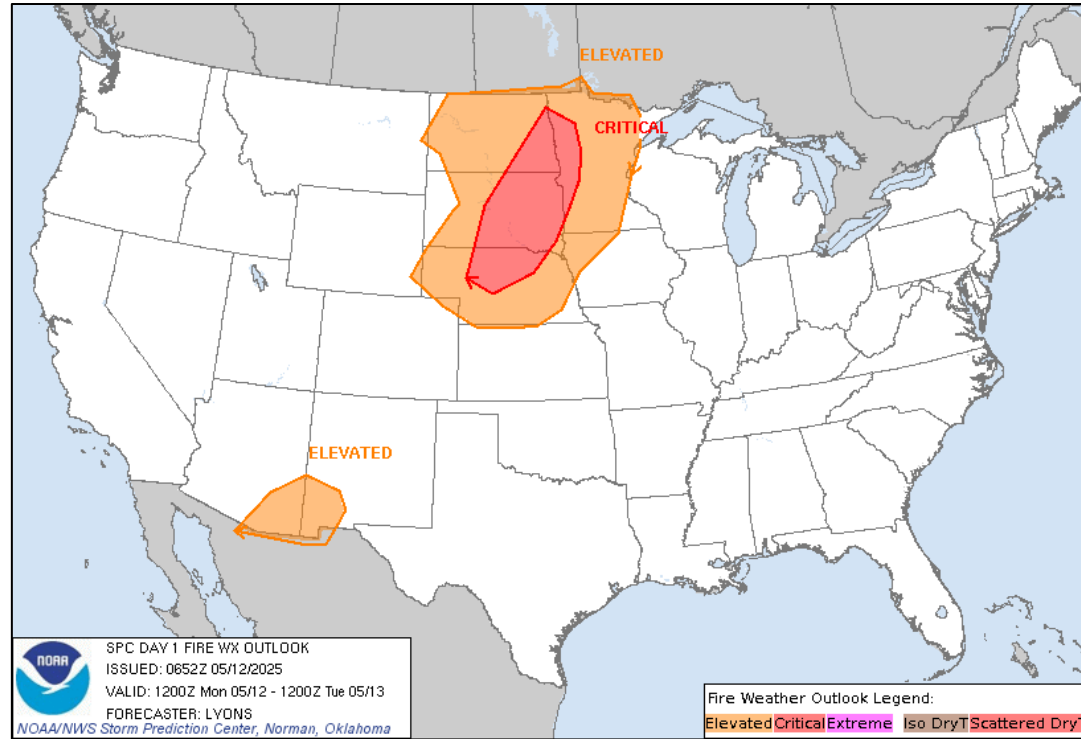 ELEVATED
CRITICAL
ELEVATED
NOAA
SPC DAY 1 FIRE WX OUTLOOK
ISSUED: 0652Z 05/12/2025
VALID: 1200Z Mon 05/12 - 1200Z Tue 05/13
FORECASTER: LYONS
NOAA/NWS Storm Prediction Center, Norman, Oklahoma
Fire Weather Outlook Legend:
Elevated Critical Extreme Iso DryT Scattered DryT